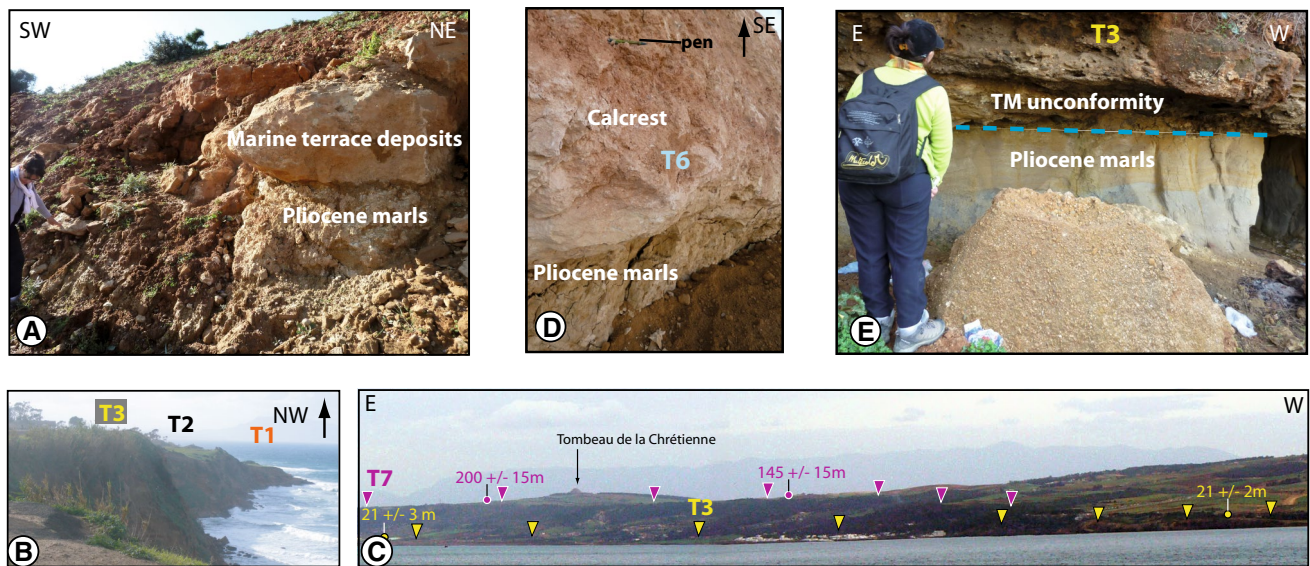 SW
NE
Marine terrace deposits
Pliocene marls
A
SE
pen
Calcrest
T6
Pliocene marls
D
E
T3
W
TM unconformity
Pliocene marls
E
T3
T2
NW
T1
B
E
W
Tombeau de la Chrétienne
T7
200 +/- 15m
145 +/- 15m
21 +/- 3 m
T3
21 +/- 2m
C